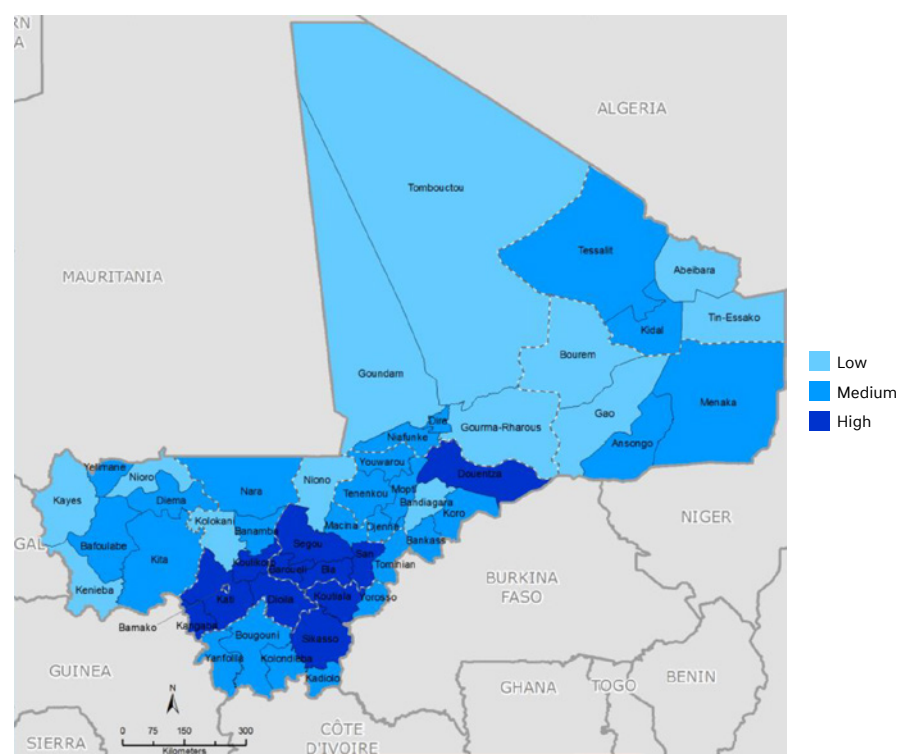 RN
A
ALGERIA
Tombouctou
MAURITANIA
Tessalit
Abeibara
Tin-Essako
Kidal
Bourem
Low
Goundam
Menaka
Medium
Gao
Dire
High
Gourma-Rharous
Niafunke
Ansongo
Yelimane
Youwarou
Nioro
Douentza
Niono
Nara
Mopti
Kayes
Diema
Tenenkou
Bandiagara
Koro
NIGER
Kolokani
Macina
Djenne
Banamba
Bankass
GAL
Bafoulabe
Segou
San
Kita
Koulikoro
Tominian
Baroueli
Bla
BURKINA
FASO
Kenieba
Kati
Dioila
Koutiala
Yorosso
Bamako
Kangaba
Bougouni
Sikasso
Yanfolila
Kolondieba
GUINEA
Kadiolo
BENIN
N
GHANA
TOGO
0 75 150 300
Kilometers
CÔTE
D'IVOIRE
SIERRA